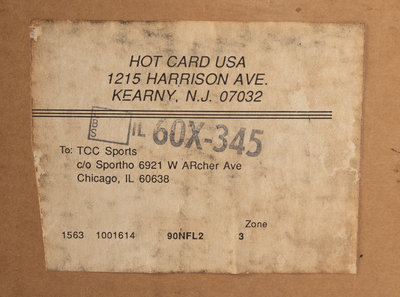 HOT CARD USA
1215 HARRISON AVE.
KEARNY, N.J. 07032
BS IL 60X-345
To: TCC Sports
c/o Sportho 6921 W ARcher Ave
Chicago, IL 60638
Zone
1563 1001614 90NFL2 3